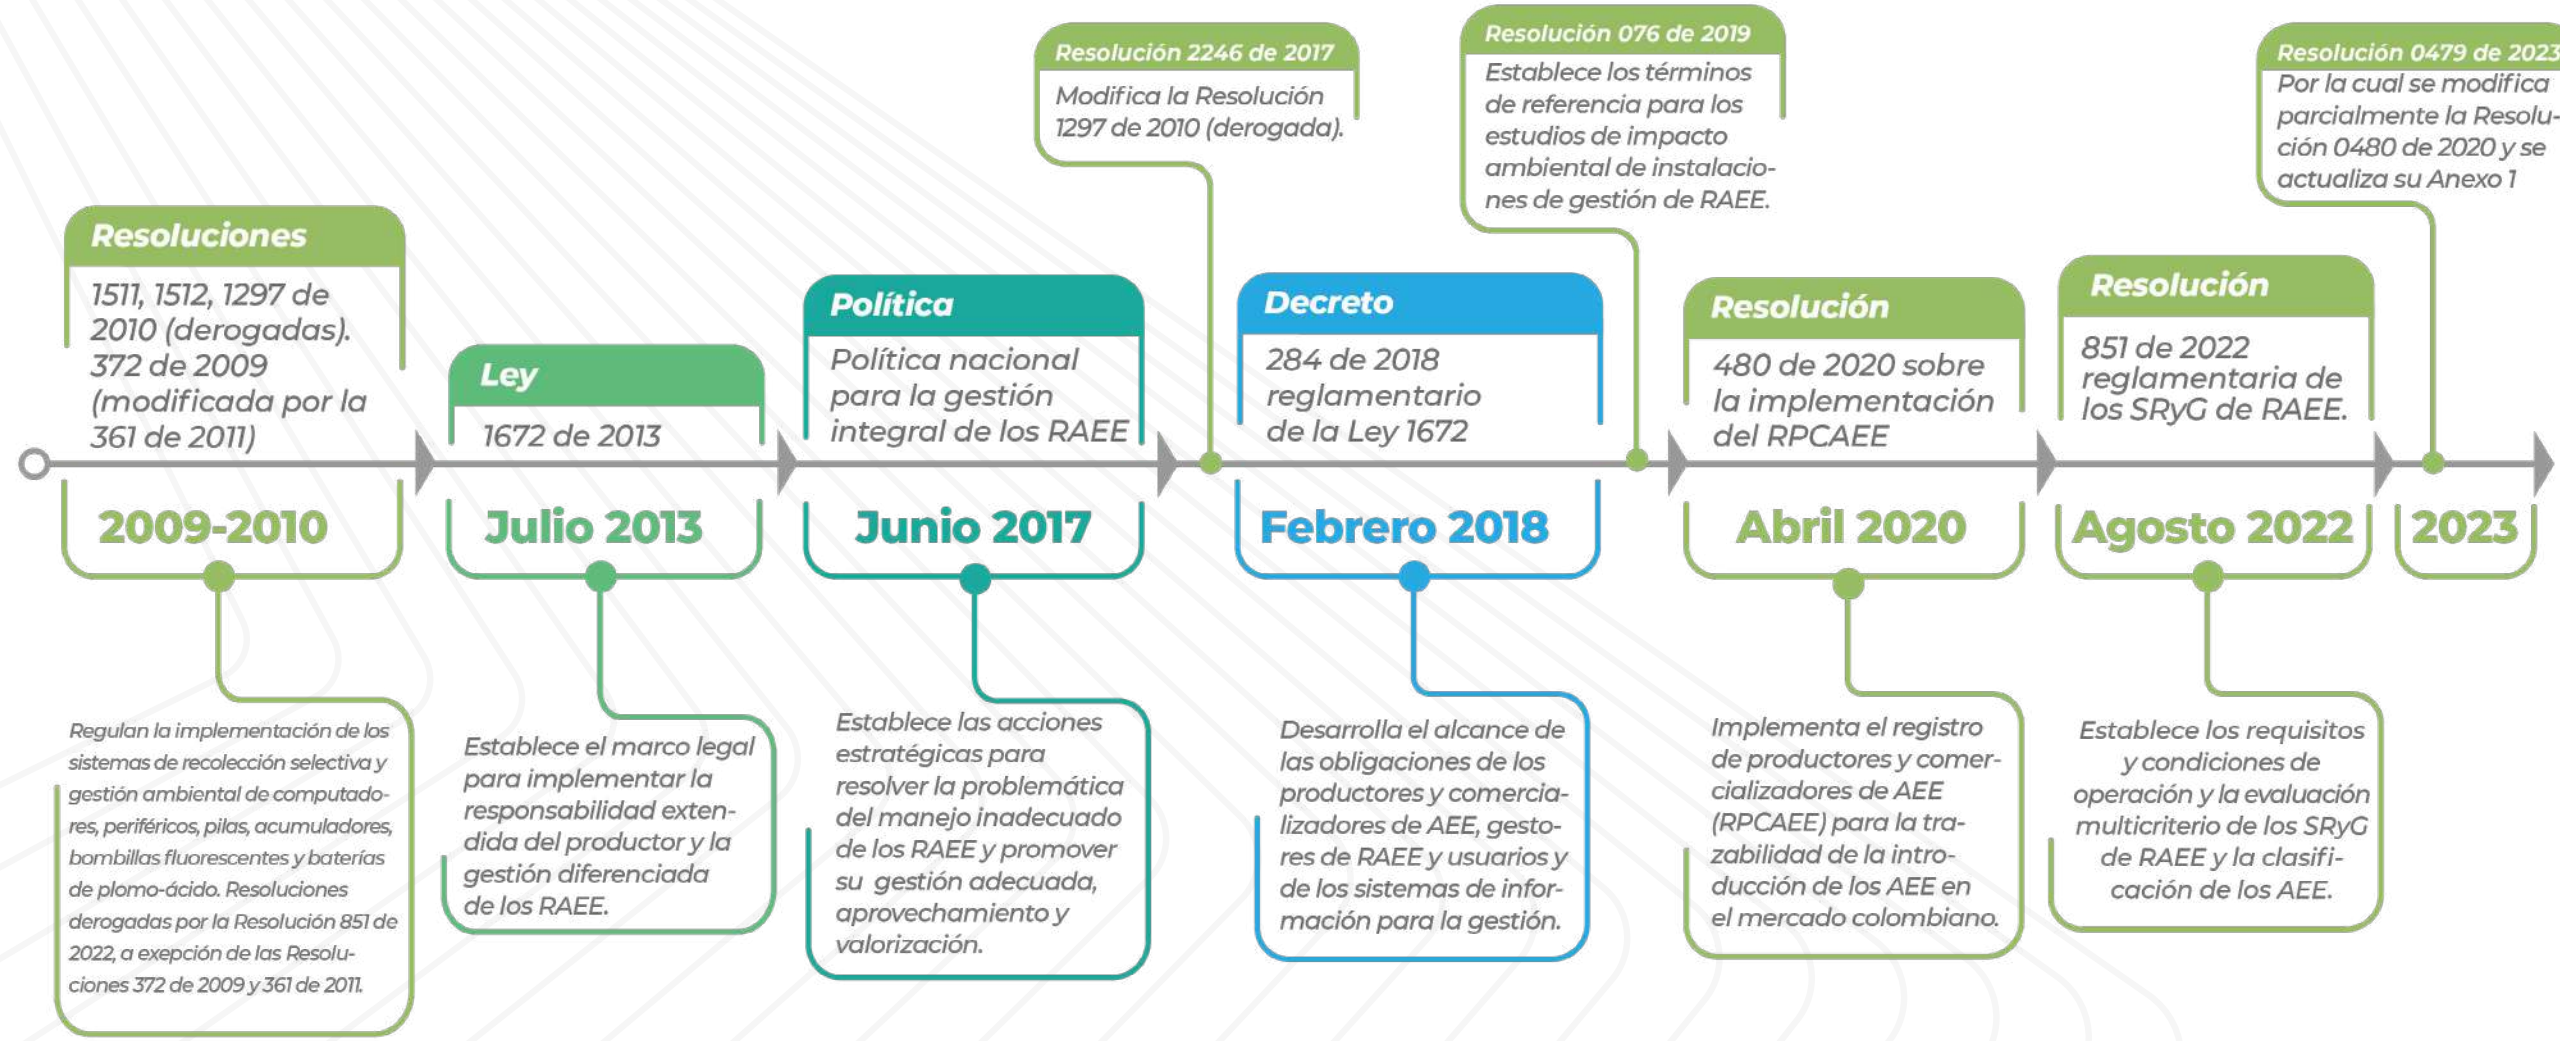 Resoluciones
1511, 1512, 1297 de
2010 (derogadas).
372 de 2009
(modificada por la
361 de 2011)
2009-2010
Regulan la implementación de los
sistemas de recolección selectiva y
gestión ambiental de computado-
res, periféricos, pilas, acumuladores,
bombillas fluorescentes y baterías
de plomo-ácido. Resoluciones
derogadas por la Resolución 851 de
2022, a exepción de las Resolu-
ciones 372 de 2009 y 361 de 2011.
Ley
1672 de 2013
Julio 2013
Establece el marco legal
para implementar la
responsabilidad exten-
dida del productor y la
gestión diferenciada
de los RAEE.
Política
Política nacional
para la gestión
integral de los RAEE
Junio 2017
Establece las acciones
estratégicas para
resolver la problemática
del manejo inadecuado
de los RAEE y promover
su gestión adecuada,
aprovechamiento y
valorización.
Resolución 2246 de 2017
Modifica la Resolución
1297 de 2010 (derogada).
Decreto
284 de 2018
reglamentario
de la Ley 1672
Febrero 2018
Desarrolla el alcance de
las obligaciones de los
productores y comercia-
lizadores de AEE, gesto-
res de RAEE y usuarios y
de los sistemas de infor-
mación para la gestión.
Resolución 076 de 2019
Establece los términos
de referencia para los
estudios de impacto
ambiental de instalacio-
nes de gestión de RAEE.
Resolución
480 de 2020 sobre
la implementación
del RPCAEE
Abril 2020
Implementa el registro
de productores y comer-
cializadores de AEE
(RPCAEE) para la tra-
zabilidad de la intro-
ducción de los AEE en
el mercado colombiano.
Resolución
851 de 2022
reglamentaria de
los SRyG de RAEE.
Agosto 2022
Establece los requisitos
y condiciones de
operación y la evaluación
multicriterio de los SRyG
de RAEE y la clasifi-
cación de los AEE.
Resolución 0479 de 2023
Por la cual se modifica
parcialmente la Resolu-
ción 0480 de 2020 y se
actualiza su Anexo 1
2023